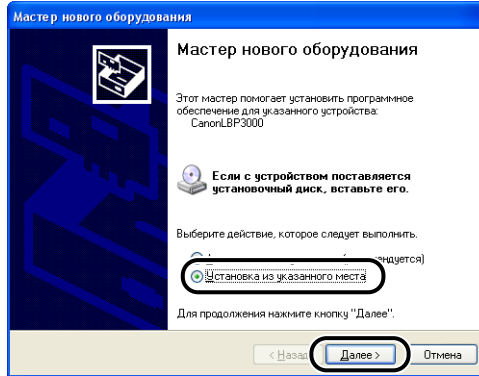 Мастер нового оборудования
Мастер нового оборудования
Этот мастер помогает установить программное
обеспечение для указанного устройства:
CanonLBP3000
Если с устройством поставляется
установочный диск, вставьте его.
Выберите действие, которое следует выполнить.
Установка из указанного места
Для продолжения нажмите кнопку "Далее".
< Назад Далее > Отмена